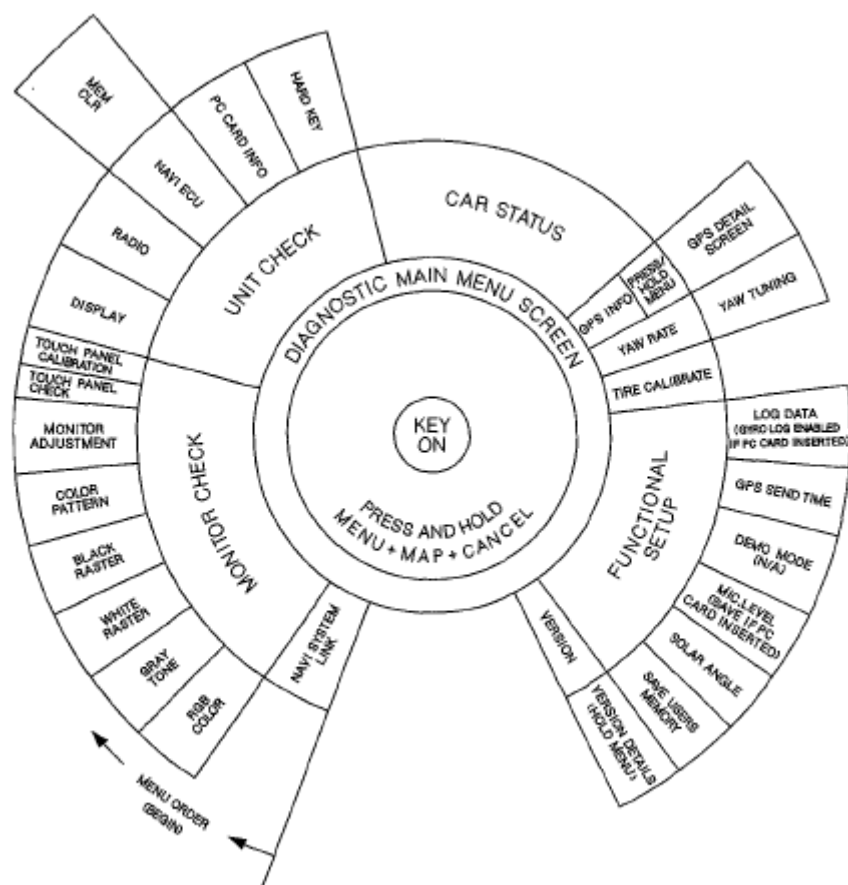 KEY
ON
PRESS AND HOLD
MENU + MAP + CANCEL
DIAGNOSTIC MAIN MENU SCREEN
MENU ORDER
(BEGIN)
NAVI SYSTEM
LINK
MONITOR CHECK
RGB
COLOR
GRAY
TONE
WHITE
RASTER
BLACK
RASTER
COLOR
PATTERN
MONITOR
ADJUSTMENT
TOUCH PANEL
CHECK
TOUCH PANEL
CALIBRATION
UNIT CHECK
DISPLAY
RADIO
NAVI ECU
MEM
CLR
PC CARD INFO
HARD KEY
CAR STATUS
GPS INFO
PRESS/
HOLD
MENU
GPS DETAIL
SCREEN
YAW RATE
YAW TUNING
TIRE CALIBRATE
FUNCTIONAL
SETUP
LOG DATA
(GYRO LOG ENABLED
IF PC CARD INSERTED)
GPS SEND TIME
DEMO MODE
(N/A)
MIC.LEVEL
(SAVE IF PC
CARD INSERTED)
SOLAR ANGLE
SAVE USERS
MEMORY
VERSION
VERSION DETAILS
(HOLD MENU)